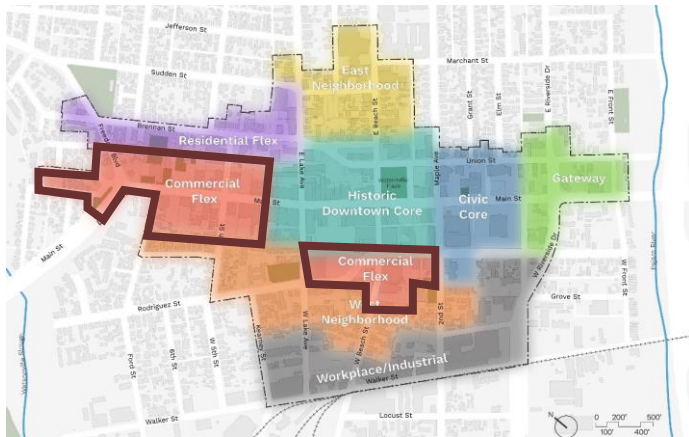 Jefferson St
Sudden St
Marchant St
East
Neighborhood
E Beach St
Grant St
Elm St
E Riverside Dr
E Front St
Brennan St
Residential Flex
E Lake Ave
Maple Ave
Union St
Commercial
Flex
Main St
Historic
Downtown Core
Civic
Core
Main St
Gateway
Main St
Commercial
Flex
W Riverside Dr
W Front St
Rodriguez St
West
Neighborhood
2nd St
Grove St
Kearney St
W Lake Ave
W Beach St
Ford St
6th St
W 5th St
Workplace/Industrial
Walker St
Walker St
Locust St
N
0 200' 500'
100' 400'